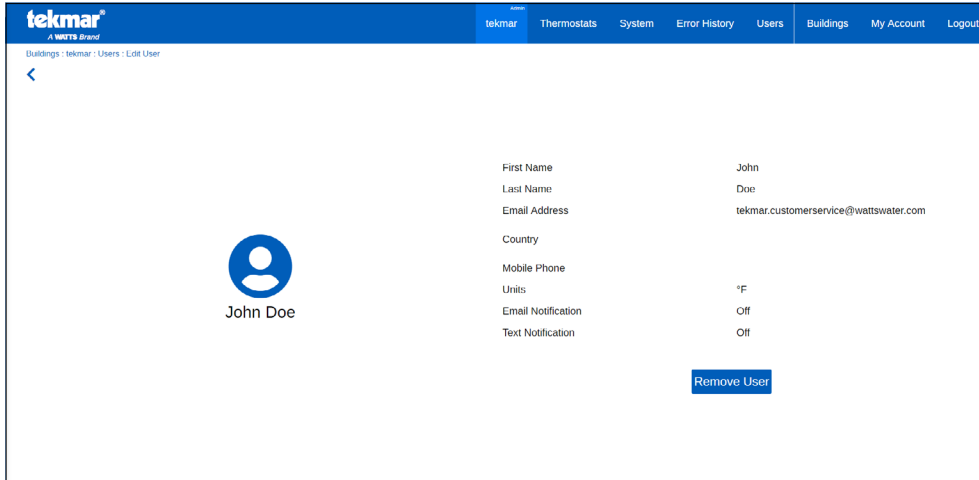 tekmar®
A WATTS Brand
Admin
tekmar Thermostats System Error History Users Buildings My Account Logout
Buildings : tekmar : Users : Edit User
First Name John
Last Name Doe
Email Address tekmar.customerservice@wattswater.com
Country
Mobile Phone
Units °F
Email Notification Off
Text Notification Off
John Doe
Remove User